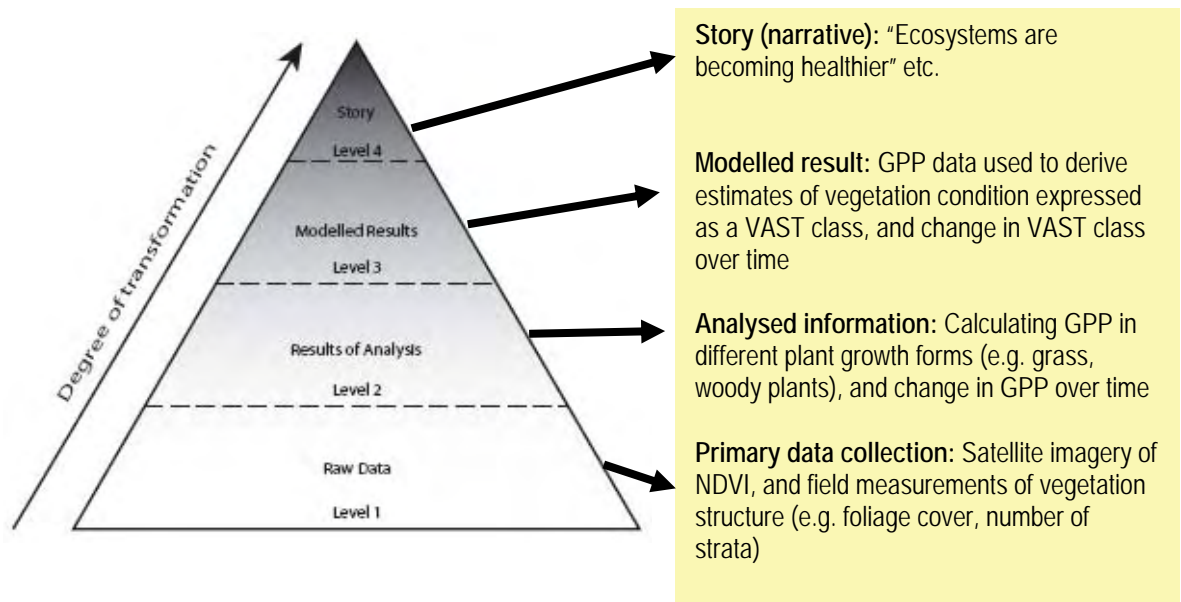 Degree of transformation
Story
Level 4
Modelled Results
Level 3
Results of Analysis
Level 2
Raw Data
Level 1
Story (narrative): "Ecosystems are
becoming healthier" etc.
Modelled result: GPP data used to derive
estimates of vegetation condition expressed
as a VAST class, and change in VAST class
over time
Analysed information: Calculating GPP in
different plant growth forms (e.g. grass,
woody plants), and change in GPP over time
Primary data collection: Satellite imagery of
NDVI, and field measurements of vegetation
structure (e.g. foliage cover, number of
strata)